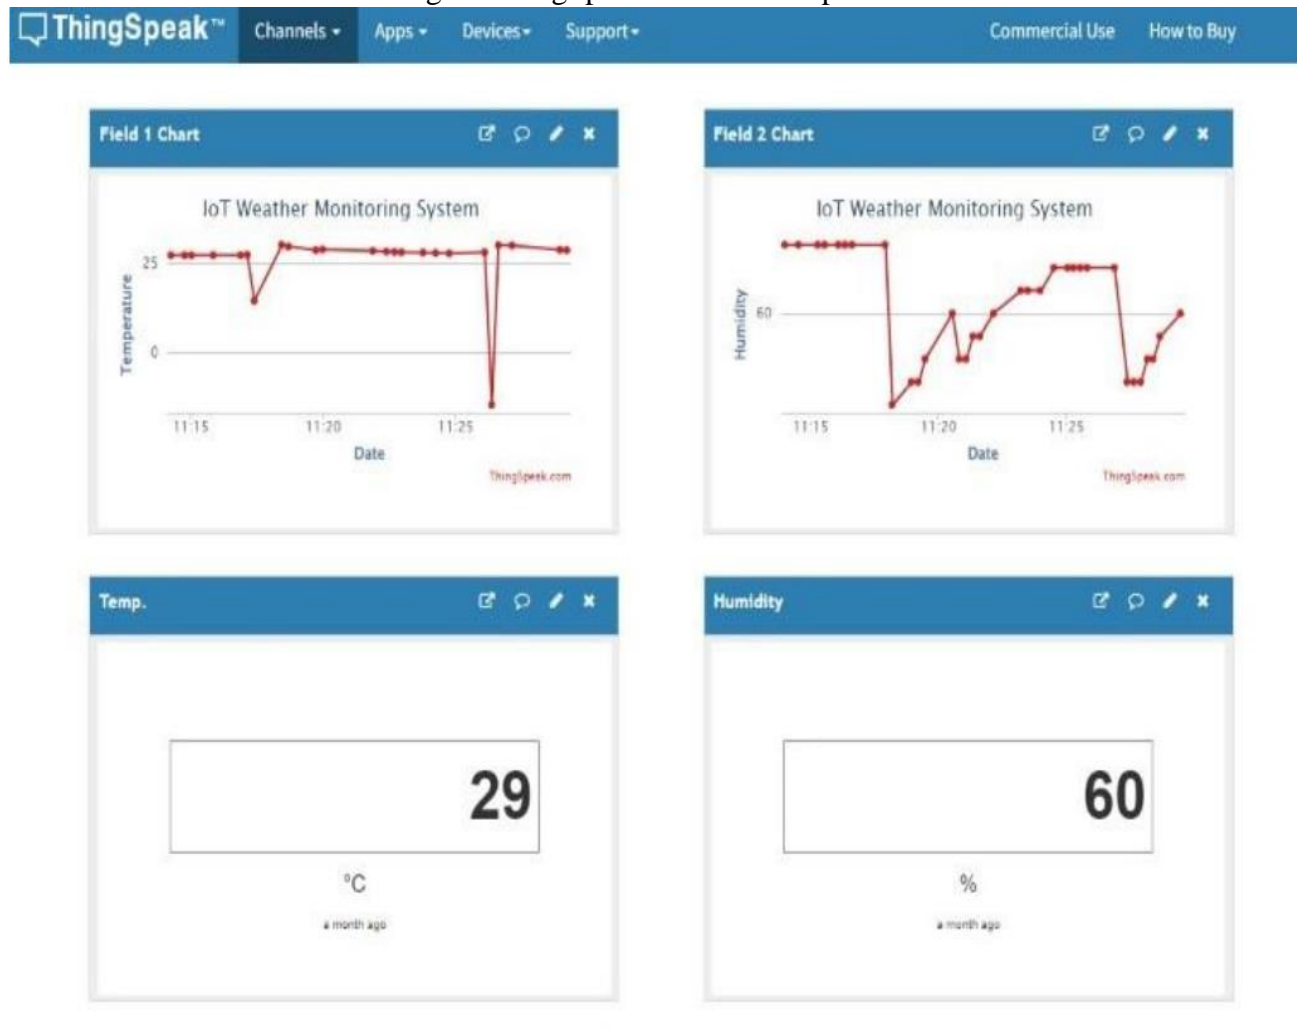 ThingSpeak™ Channels Apps Devices Support Commercial Use How to Buy
Field 1 Chart
IoT Weather Monitoring System
Temperature
25
0
11:15 11:20 11:25
Date
ThingSpeak.com
Field 2 Chart
IoT Weather Monitoring System
Humidity
60
11:15 11:20 11:25
Date
ThingSpeak.com
Temp.
29
°C
a month ago
Humidity
60
%
a month ago